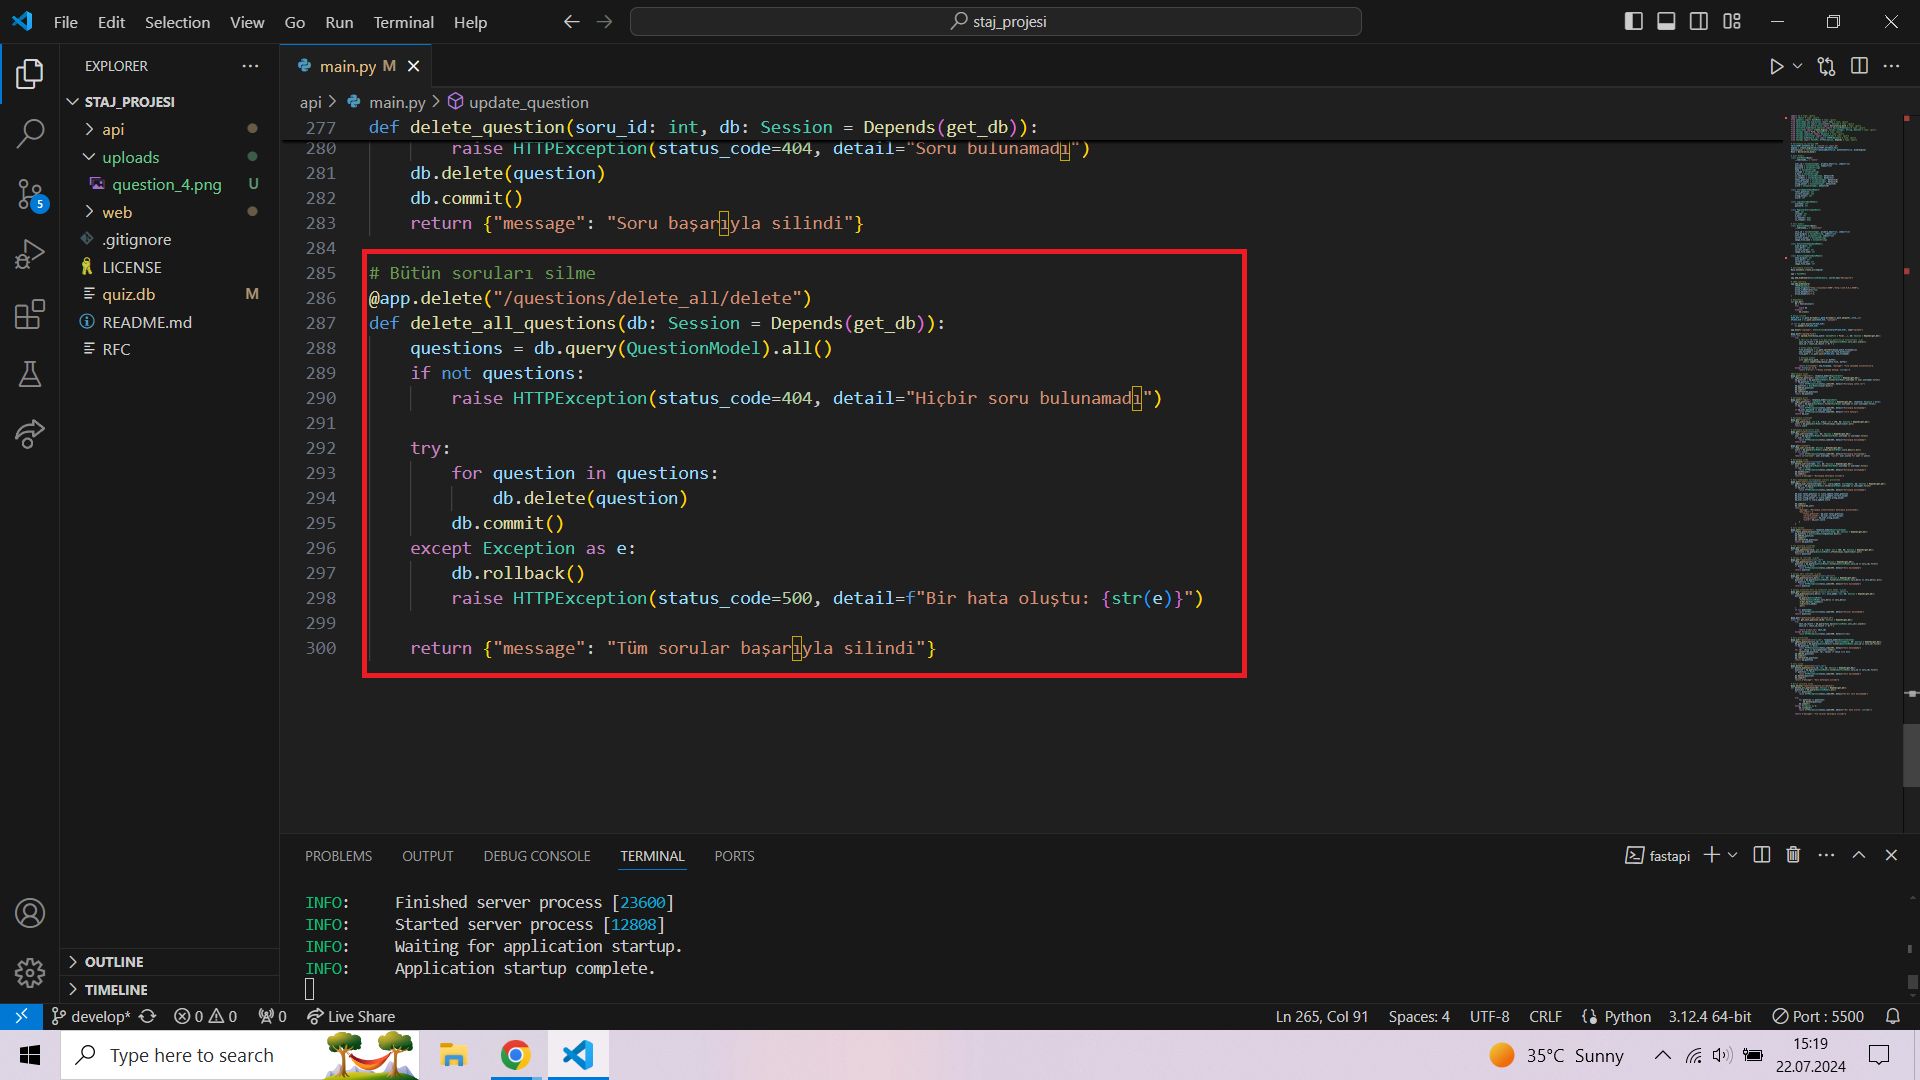 File Edit Selection View Go Run Terminal Help
staj_projesi
EXPLORER
main.py M
STAJ_PROJESI
api
uploads
question_4.png U
web
.gitignore
LICENSE
quiz.db M
README.md
RFC
5
api > main.py > update_question
277 def delete_question(soru_id: int, db: Session = Depends(get_db)):
280 raise HTTPException(status_code=404, detail="Soru bulunamadı")
281 db.delete(question)
282 db.commit()
283 return {"message": "Soru başarıyla silindi"}
284
285 # Bütün soruları silme
286 @app.delete("/questions/delete_all/delete")
287 def delete_all_questions(db: Session = Depends(get_db)):
288 questions = db.query(QuestionModel).all()
289 if not questions:
290 raise HTTPException(status_code=404, detail="Hiçbir soru bulunamadı")
291
292 try:
293 for question in questions:
294 db.delete(question)
295 db.commit()
296 except Exception as e:
297 db.rollback()
298 raise HTTPException(status_code=500, detail=f"Bir hata oluştu: {str(e)}")
299
300 return {"message": "Tüm sorular başarıyla silindi"}
PROBLEMS OUTPUT DEBUG CONSOLE TERMINAL PORTS
fastapi
INFO: Finished server process [23600]
INFO: Started server process [12808]
INFO: Waiting for application startup.
INFO: Application startup complete.
OUTLINE
TIMELINE
develop* 0 0 0 Live Share
Ln 265, Col 91 Spaces: 4 UTF-8 CRLF Python 3.12.4 64-bit Port : 5500
Type here to search
35°C Sunny
15:19
22.07.2024